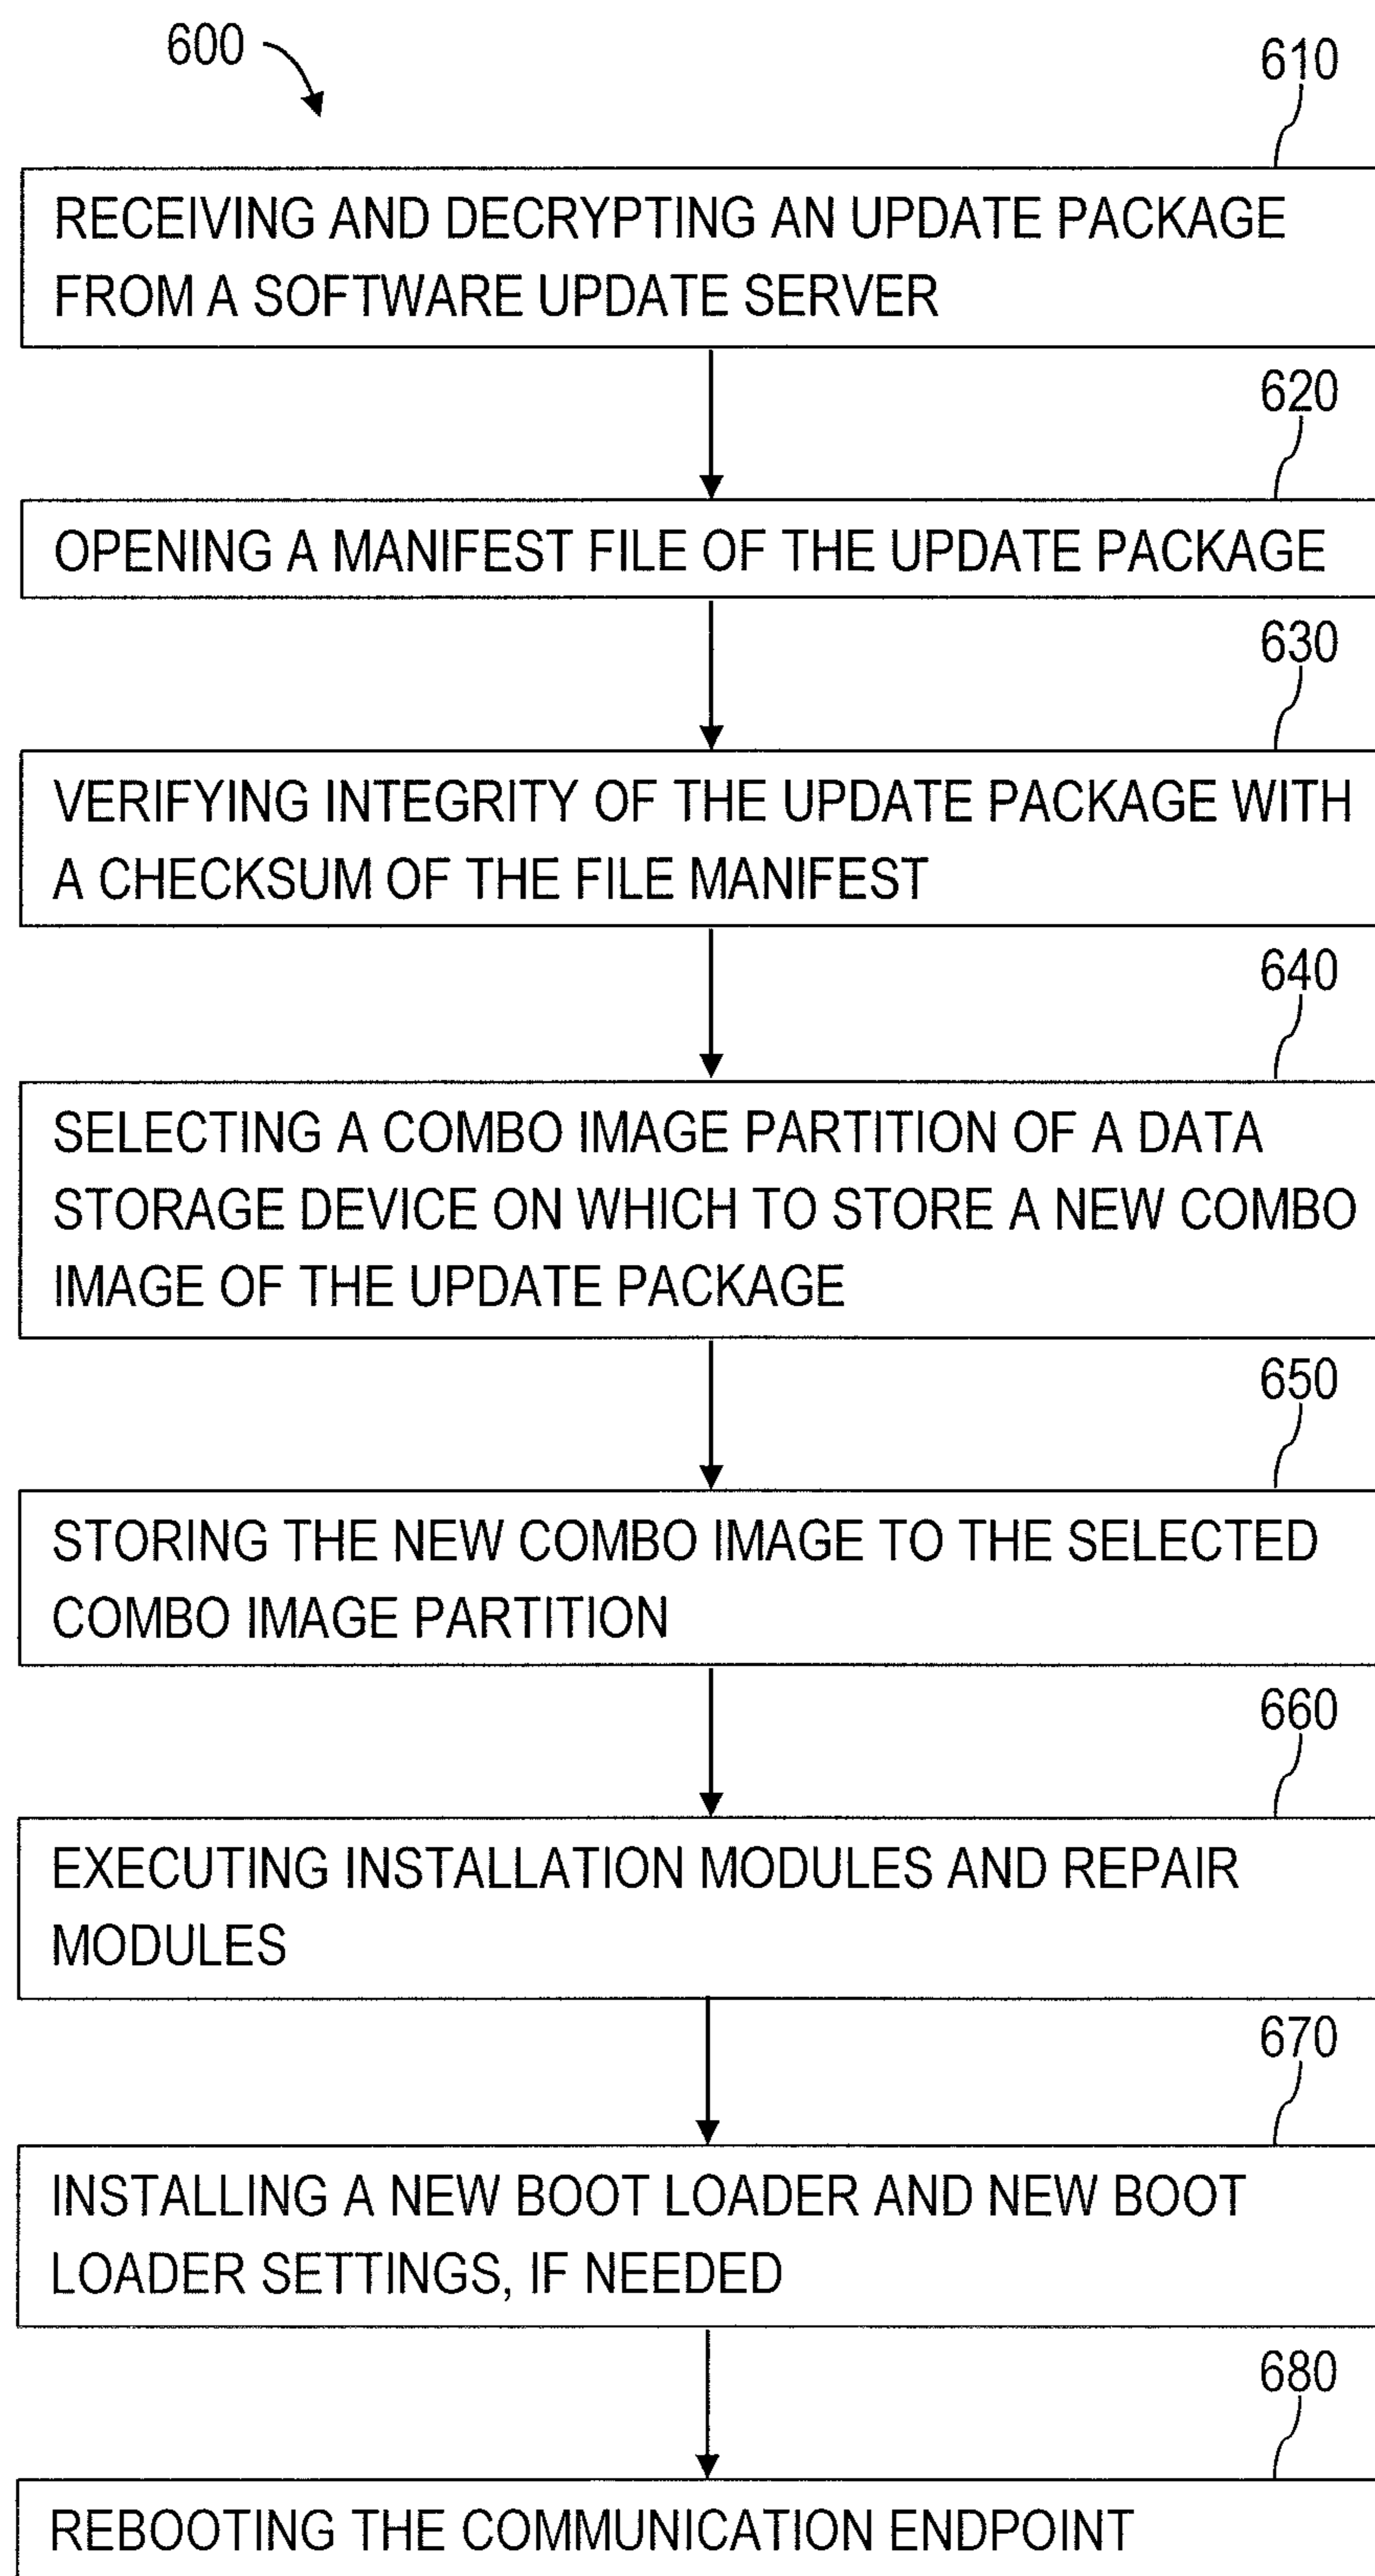 600
610
RECEIVING AND DECRYPTING AN UPDATE PACKAGE
FROM A SOFTWARE UPDATE SERVER
620
OPENING A MANIFEST FILE OF THE UPDATE PACKAGE
630
VERIFYING INTEGRITY OF THE UPDATE PACKAGE WITH
A CHECKSUM OF THE FILE MANIFEST
640
SELECTING A COMBO IMAGE PARTITION OF A DATA
STORAGE DEVICE ON WHICH TO STORE A NEW COMBO
IMAGE OF THE UPDATE PACKAGE
650
STORING THE NEW COMBO IMAGE TO THE SELECTED
COMBO IMAGE PARTITION
660
EXECUTING INSTALLATION MODULES AND REPAIR
MODULES
670
INSTALLING A NEW BOOT LOADER AND NEW BOOT
LOADER SETTINGS, IF NEEDED
680
REBOOTING THE COMMUNICATION ENDPOINT